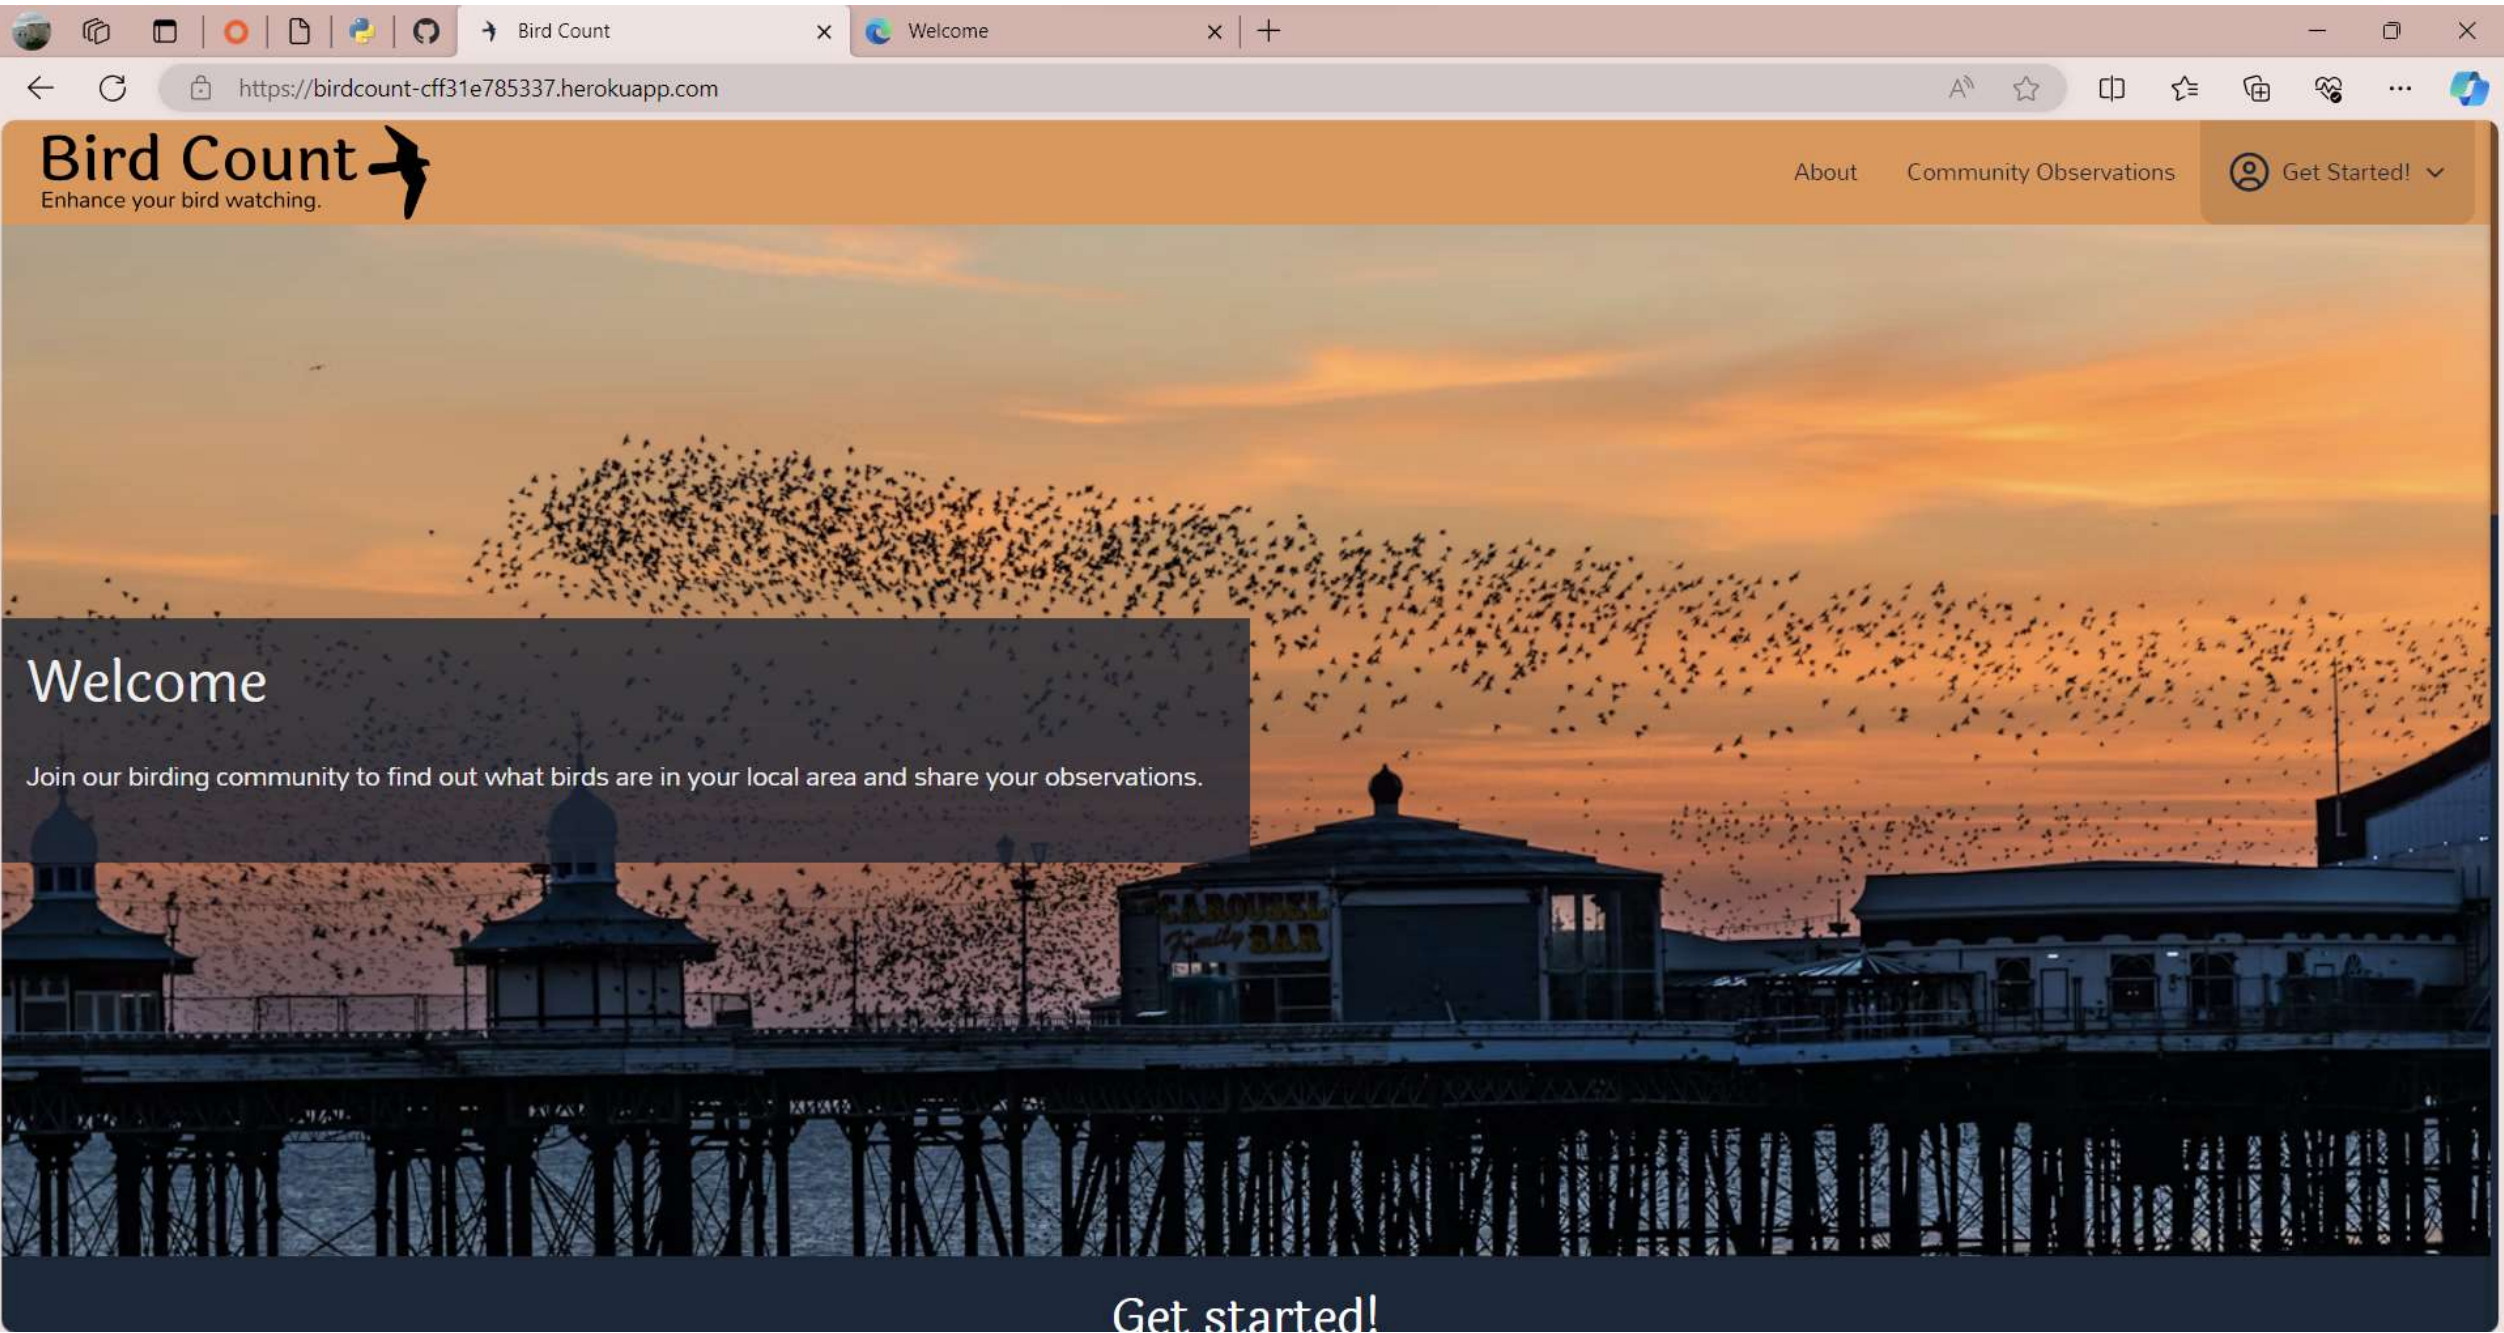 Bird Count
Welcome
https://birdcount-cff31e785337.herokuapp.com
Bird Count
Enhance your bird watching.
About
Community Observations
Get Started!
Welcome
Join our birding community to find out what birds are in your local area and share your observations.
CAROUSEL
Family BAR
Get started!